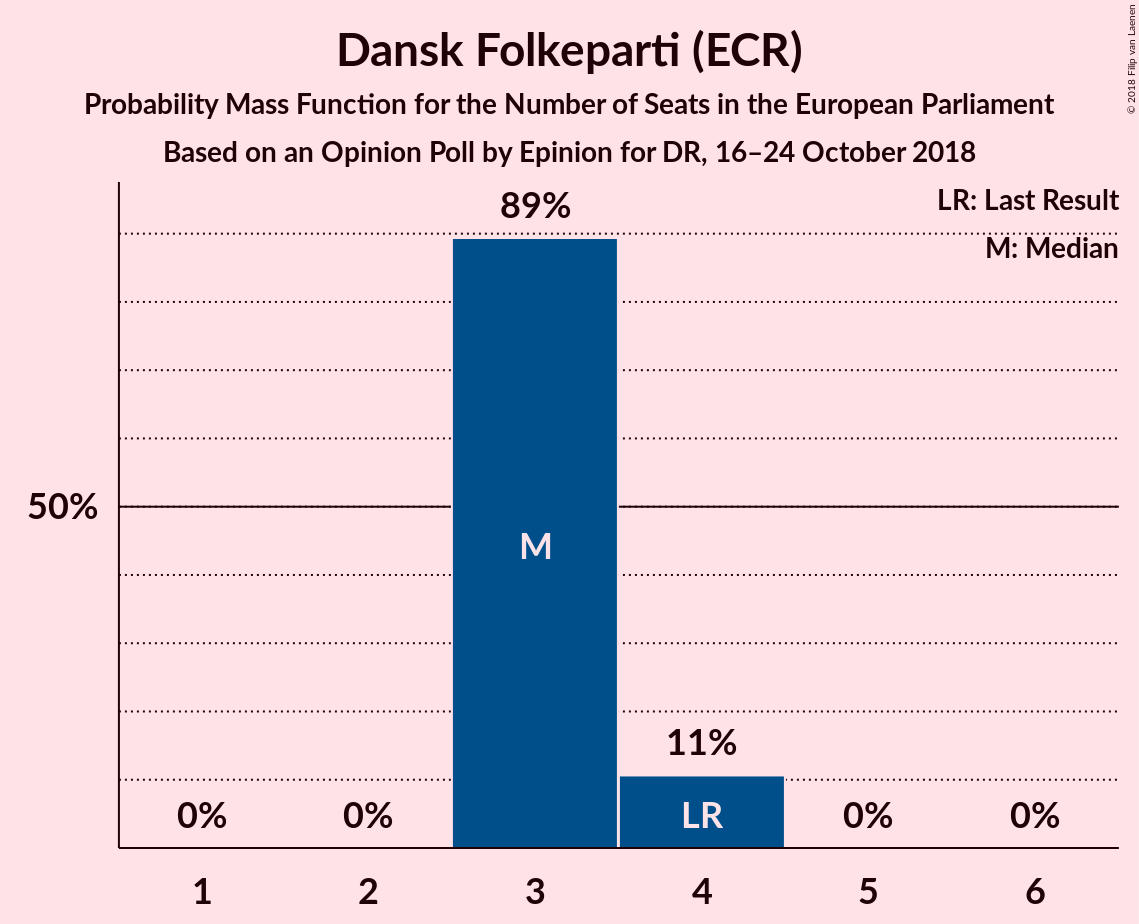 Dansk Folkeparti (ECR)
Probability Mass Function for the Number of Seats in the European Parliament
Based on an Opinion Poll by Epinion for DR, 16–24 October 2018
© 2018 Filip van Laenen
LR: Last Result
M: Median
89%
50%
M
11%
0%
0%
LR
0%
0%
1
2
3
4
5
6